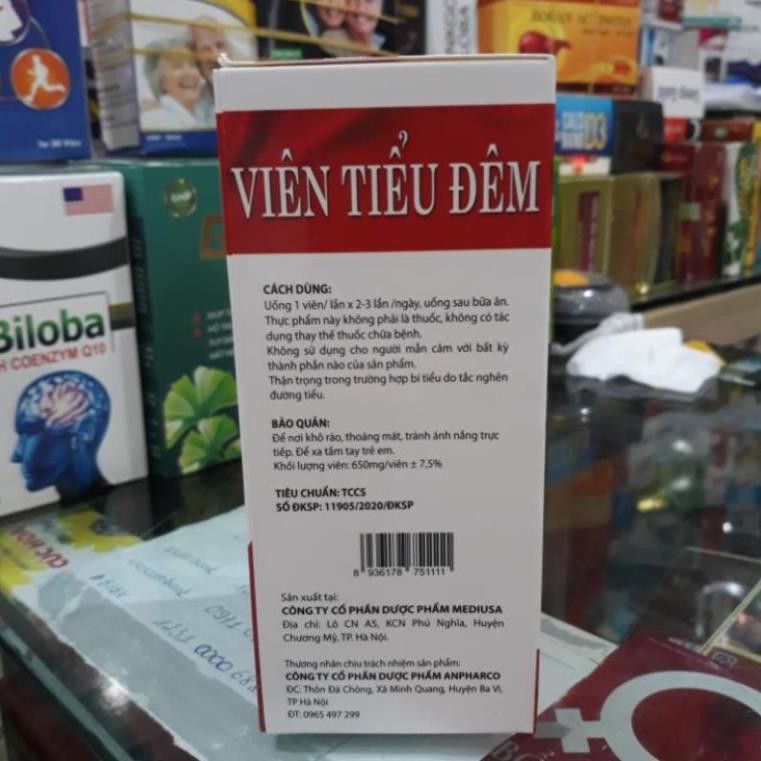 VIÊN TIỂU ĐÊM
CÁCH DÙNG:
Uống 1 viên/ lần x 2-3 lần /ngày, uống sau bữa ăn.
Thực phẩm này không phải là thuốc, không có tác
dụng thay thế thuốc chữa bệnh.
Không sử dụng cho người mẫn cảm với bất kỳ
thành phần nào của sản phẩm.
Thận trọng trong trường hợp bí tiểu do tắc nghẽn
đường tiểu.
BẢO QUẢN:
Để nơi khô ráo, thoáng mát, tránh ánh nắng trực
tiếp. Để xa tầm tay trẻ em.
Khối lượng viên: 650mg/viên ± 7,5%
TIÊU CHUẨN: TCCS
SỐ ĐKSP: 11905/2020/ĐKSP
8 936178 751111
Sản xuất tại:
CÔNG TY CỔ PHẦN DƯỢC PHẨM MEDIUSA
Địa chỉ: Lô CN A5, KCN Phú Nghĩa, Huyện
Chương Mỹ, TP. Hà Nội.
Thương nhân chịu trách nhiệm sản phẩm:
CÔNG TY CỔ PHẦN DƯỢC PHẨM ANPHARCO
ĐC: Thôn Đá Chông, Xã Minh Quang, Huyện Ba Vì,
TP Hà Nội
ĐT: 0965 497 299
Biloba
COENZYM Q10
D3